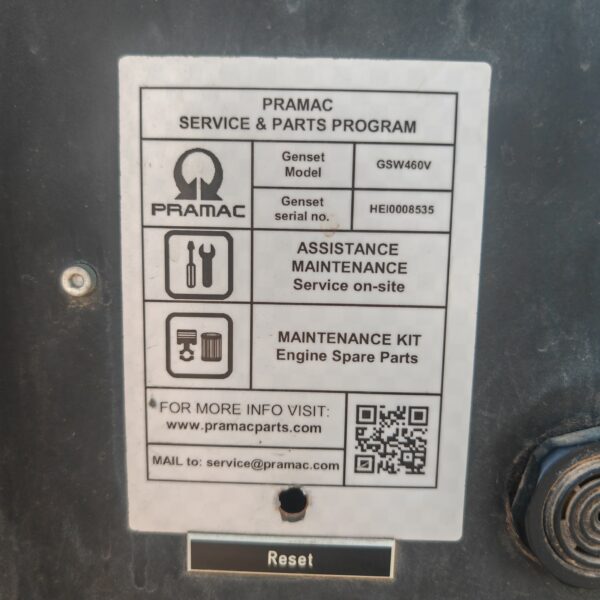 PRAMAC
SERVICE & PARTS PROGRAM
PRAMAC
Genset
Model
GSW460V
Genset
serial no.
HEI0008535
ASSISTANCE
MAINTENANCE
Service on-site
MAINTENANCE KIT
Engine Spare Parts
FOR MORE INFO VISIT:
www.pramacparts.com
MAIL to: service@pramac.com
Reset